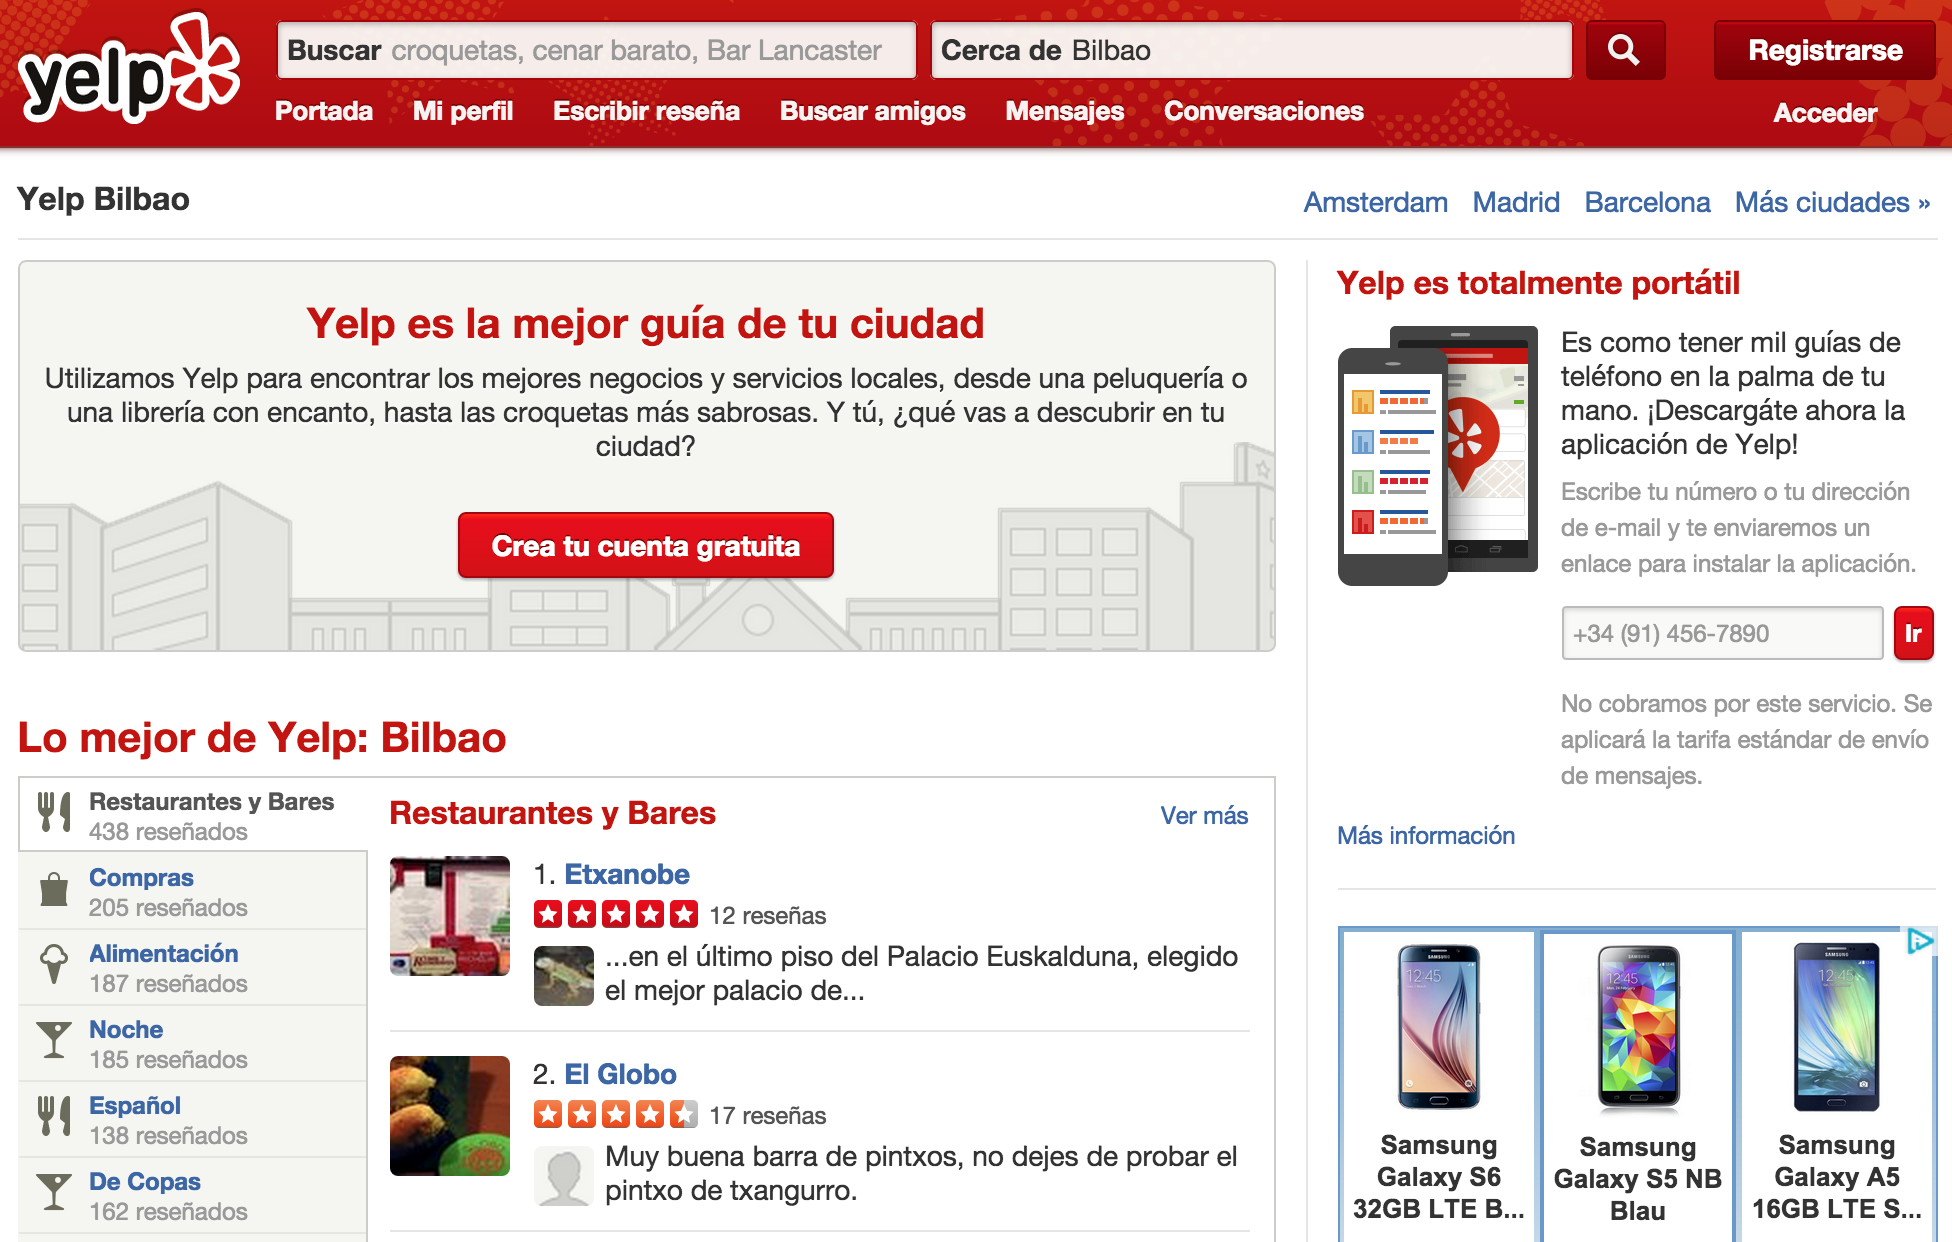 yelp
Buscar croquetas, cenar barato, Bar Lancaster
Cerca de Bilbao
Registrarse
Portada Mi perfil Escribir reseña Buscar amigos Mensajes Conversaciones
Acceder
Yelp Bilbao
Amsterdam Madrid Barcelona Más ciudades »
Yelp es la mejor guía de tu ciudad
Utilizamos Yelp para encontrar los mejores negocios y servicios locales, desde una peluquería o
una librería con encanto, hasta las croquetas más sabrosas. Y tú, ¿qué vas a descubrir en tu
ciudad?
Crea tu cuenta gratuita
Yelp es totalmente portátil
Es como tener mil guías de
teléfono en la palma de tu
mano. ¡Descargáte ahora la
aplicación de Yelp!
Escribe tu número o tu dirección
de e-mail y te enviaremos un
enlace para instalar la aplicación.
+34 (91) 456-7890
Ir
No cobramos por este servicio. Se
aplicará la tarifa estándar de envío
de mensajes.
Más información
Lo mejor de Yelp: Bilbao
Restaurantes y Bares
438 reseñados
Compras
205 reseñados
Alimentación
187 reseñados
Noche
185 reseñados
Español
138 reseñados
De Copas
162 reseñados
Restaurantes y Bares
Ver más
1. Etxanobe
12 reseñas
...en el último piso del Palacio Euskalduna, elegido
el mejor palacio de...
2. El Globo
17 reseñas
Muy buena barra de pintxos, no dejes de probar el
pintxo de txangurro.
SAMSUNG
12:45
Samsung
Galaxy S6
32GB LTE B...
SAMSUNG
12:45
Samsung
Galaxy S5 NB
Blau
SAMSUNG
12 45
Samsung
Galaxy A5
16GB LTE S...